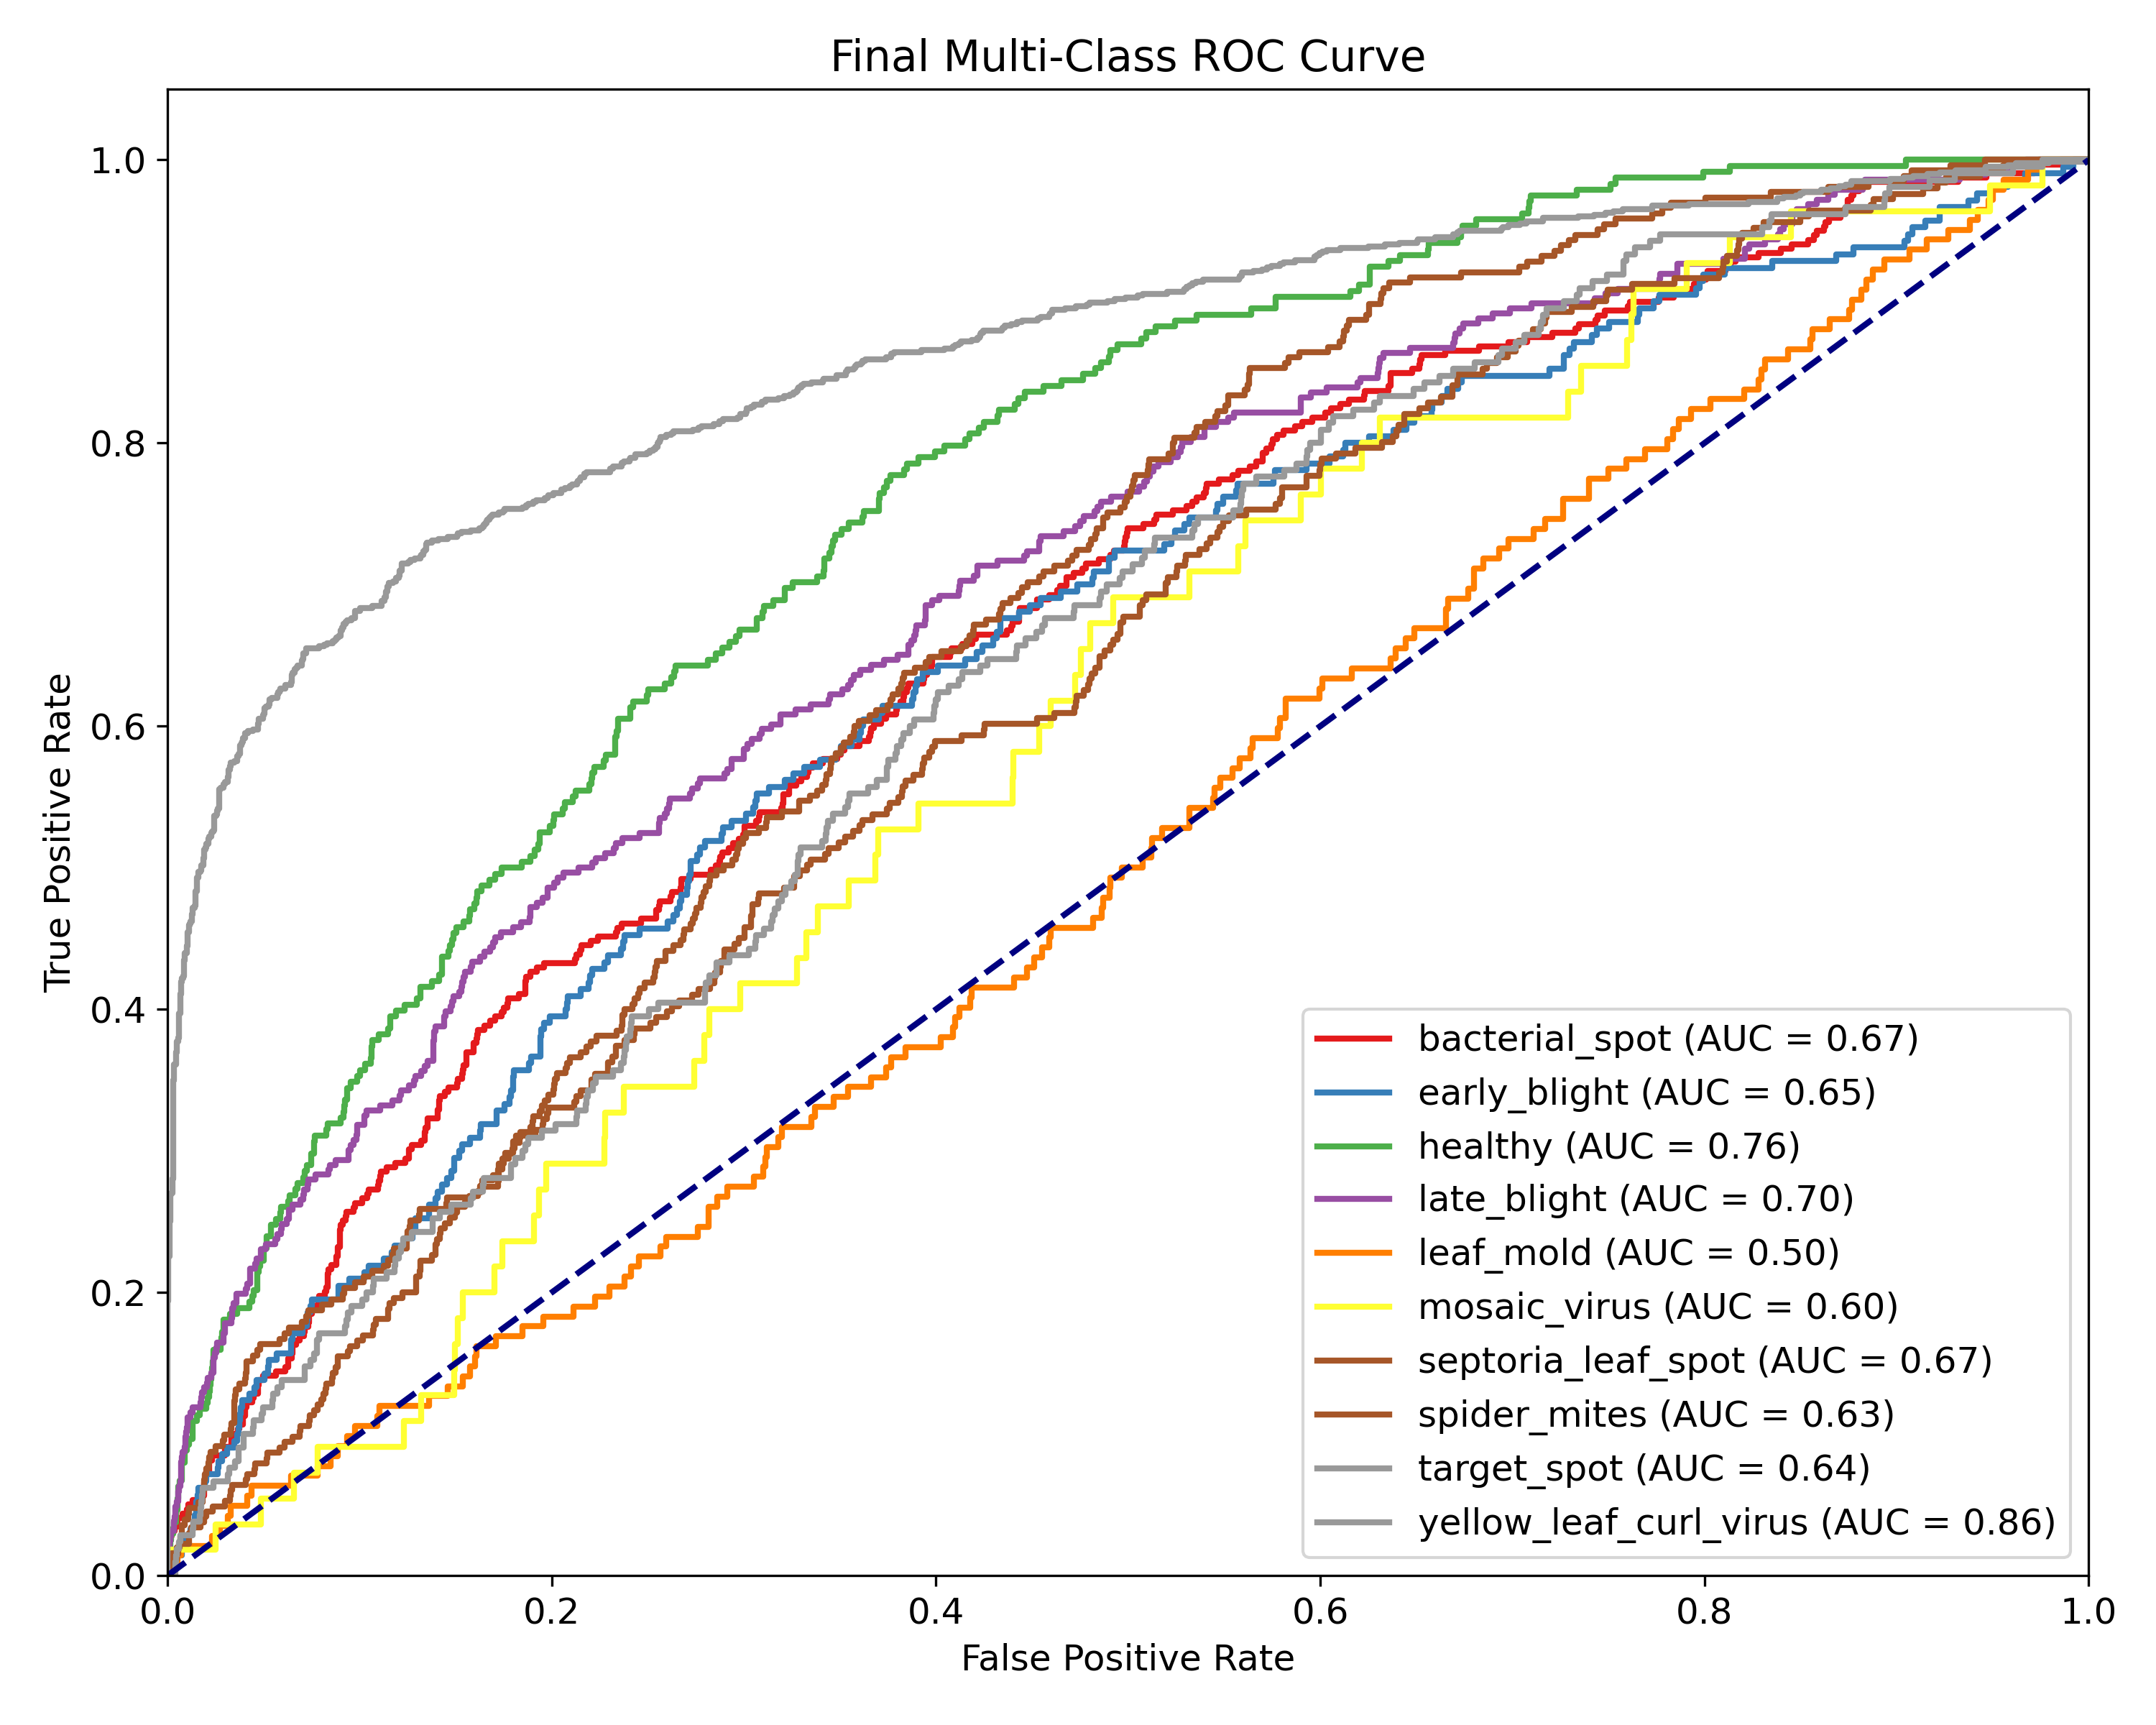 Final Multi-Class ROC Curve
True Positive Rate
1.0
0.8
0.6
0.4
0.2
0.0
bacterial_spot (AUC = 0.67)
early_blight (AUC = 0.65)
healthy (AUC = 0.76)
late_blight (AUC = 0.70)
leaf_mold (AUC = 0.50)
mosaic_virus (AUC = 0.60)
septoria_leaf_spot (AUC = 0.67)
spider_mites (AUC = 0.63)
target_spot (AUC = 0.64)
yellow_leaf_curl_virus (AUC = 0.86)
0.0 0.2 0.4 0.6 0.8 1.0
False Positive Rate